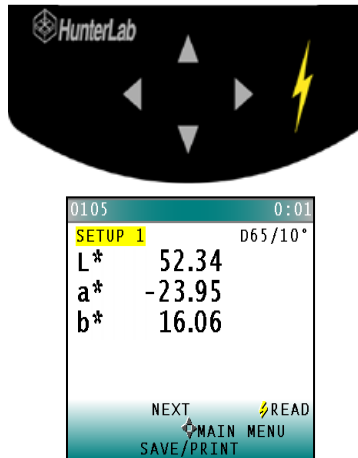 HunterLab
0105 0:01
SETUP 1 D65/10°
L* 52.34
a* -23.95
b* 16.06
NEXT READ
MAIN MENU
SAVE/PRINT